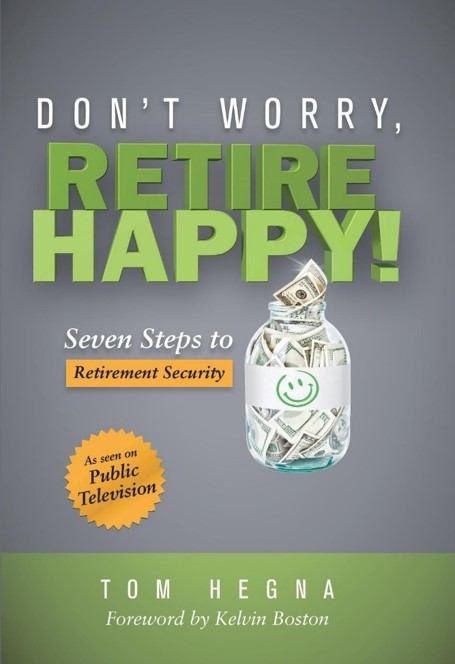 DON'T WORRY,
RETIRE
HAPPY!
Seven Steps to
Retirement Security
As seen on
Public
Television
TOM HEGNA
Foreword by Kelvin Boston